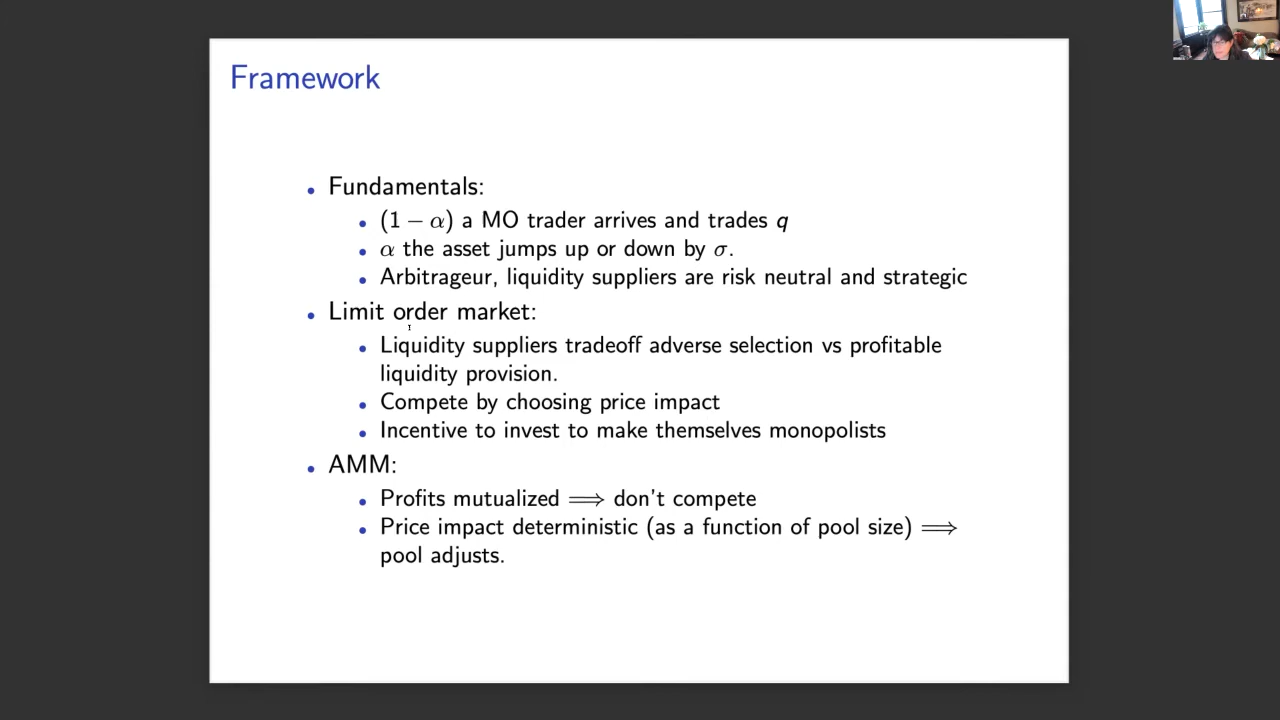 Framework
• Fundamentals:
• (1 − α) a MO trader arrives and trades q
• α the asset jumps up or down by σ.
• Arbitrageur, liquidity suppliers are risk neutral and strategic
• Limit order market:
• Liquidity suppliers tradeoff adverse selection vs profitable
liquidity provision.
• Compete by choosing price impact
• Incentive to invest to make themselves monopolists
• AMM:
• Profits mutualized ⟹ don't compete
• Price impact deterministic (as a function of pool size) ⟹
pool adjusts.